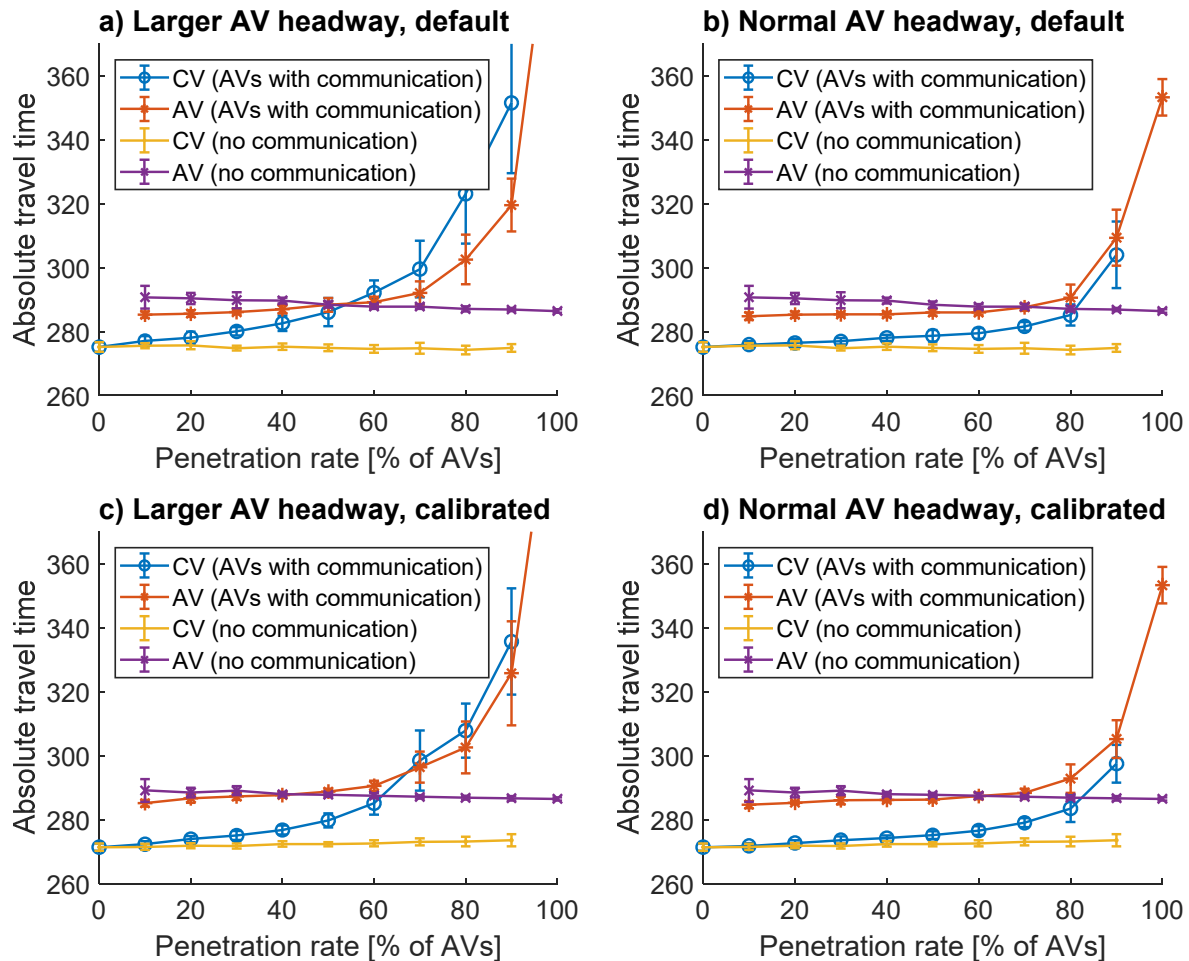 a) Larger AV headway, default
CV (AVs with communication)
AV (AVs with communication)
CV (no communication)
AV (no communication)
360
340
320
300
280
260
Absolute travel time
0 20 40 60 80 100
Penetration rate [% of AVs]
b) Normal AV headway, default
CV (AVs with communication)
AV (AVs with communication)
CV (no communication)
AV (no communication)
360
340
320
300
280
260
Absolute travel time
0 20 40 60 80 100
Penetration rate [% of AVs]
c) Larger AV headway, calibrated
CV (AVs with communication)
AV (AVs with communication)
CV (no communication)
AV (no communication)
360
340
320
300
280
260
Absolute travel time
0 20 40 60 80 100
Penetration rate [% of AVs]
d) Normal AV headway, calibrated
CV (AVs with communication)
AV (AVs with communication)
CV (no communication)
AV (no communication)
360
340
320
300
280
260
Absolute travel time
0 20 40 60 80 100
Penetration rate [% of AVs]